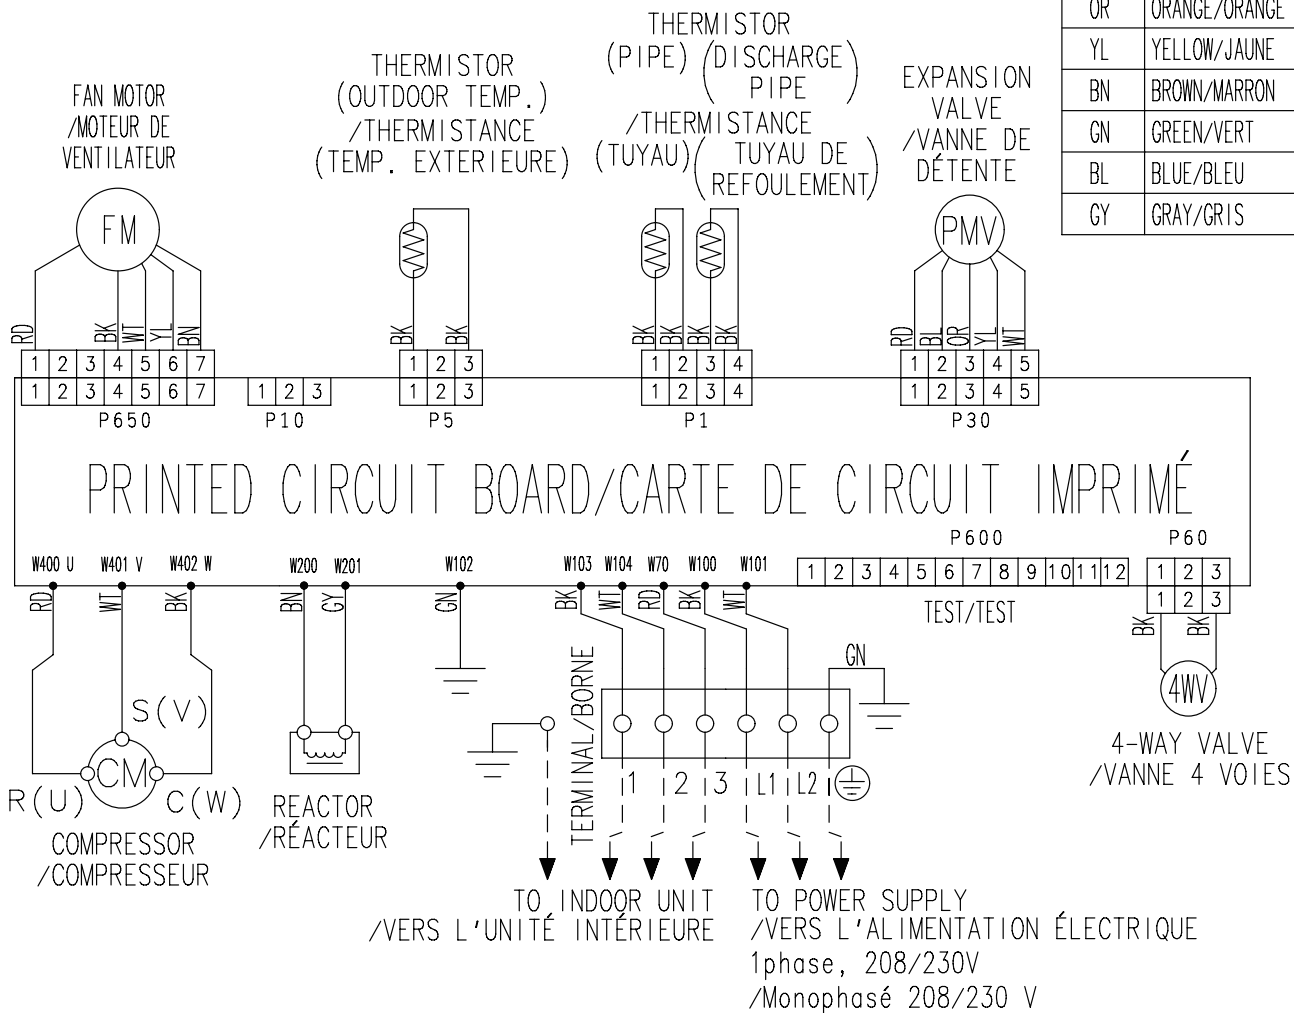 OR ORANGE/ORANGE
YL YELLOW/JAUNE
BN BROWN/MARRON
GN GREEN/VERT
BL BLUE/BLEU
GY GRAY/GRIS
FAN MOTOR
/MOTEUR DE
VENTILATEUR
FM
THERMISTOR
(OUTDOOR TEMP.)
/THERMISTANCE
(TEMP. EXTERIEURE)
THERMISTOR
(PIPE) (DISCHARGE
PIPE)
/THERMISTANCE
(TUYAU) (TUYAU DE
REFOULEMENT)
EXPANSION
VALVE
/VANNE DE
DÉTENTE
PMV
RD BK WT YL BN
BK BK
BK BK BK BK
RD BL OR YL WT
1 2 3 4 5 6 7
1 2 3
1 2 3 4
1 2 3 4 5
1 2 3 4 5 6 7
1 2 3
1 2 3
1 2 3 4
1 2 3 4 5
P650 P10 P5 P1 P30
PRINTED CIRCUIT BOARD/CARTE DE CIRCUIT IMPRIMÉ
P600 P60
W400 U W401 V W402 W W200 W201 W102 W103 W104 W70 W100 W101
1 2 3 4 5 6 7 8 9 10 11 12
1 2 3
1 2 3
RD WT BK BN GY GN BK WT RD BK WT
TEST/TEST
BK BK
GN
TERMINAL/BORNE
4WV
4-WAY VALVE
/VANNE 4 VOIES
S(V)
CM
R(U) C(W)
COMPRESSOR
/COMPRESSEUR
REACTOR
/RÉACTEUR
1 2 3 L1 L2
TO INDOOR UNIT
/VERS L'UNITÉ INTÉRIEURE
TO POWER SUPPLY
/VERS L'ALIMENTATION ÉLECTRIQUE
1phase, 208/230V
/Monophasé 208/230 V